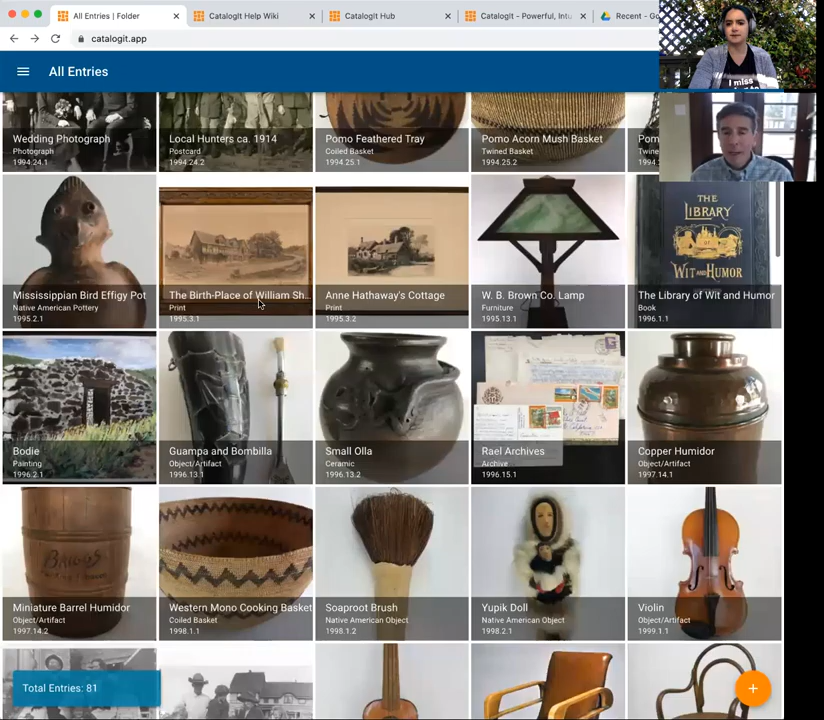 All Entries | Folder
CatalogIt Help Wiki
CatalogIt Hub
CatalogIt - Powerful, Intu
Recent - Go
catalogit.app
All Entries
I miss
Wedding Photograph
Photograph
1994.24.1
Local Hunters ca. 1914
Postcard
1994.24.2
Pomo Feathered Tray
Coiled Basket
1994.25.1
Pomo Acorn Mush Basket
Twined Basket
1994.25.2
Pom
Twine
1994.
Mississippian Bird Effigy Pot
Native American Pottery
1995.2.1
The Birth-Place of William Sh...
Print
1995.3.1
Anne Hathaway's Cottage
Print
1995.3.2
W. B. Brown Co. Lamp
Furniture
1995.13.1
THE
LIBRARY
OF
WIT AND HUMOR
The Library of Wit and Humor
Book
1996.1.1
Bodie
Painting
1996.2.1
Guampa and Bombilla
Object/Artifact
1996.13.1
Small Olla
Ceramic
1996.13.2
Rael Archives
Archive
1996.15.1
Copper Humidor
Object/Artifact
1997.14.1
BRIGGS
Miniature Barrel Humidor
Object/Artifact
1997.14.2
Western Mono Cooking Basket
Coiled Basket
1998.1.1
Soaproot Brush
Native American Object
1998.1.2
Yupik Doll
Native American Object
1998.2.1
Violin
Object/Artifact
1999.1.1
Total Entries: 81